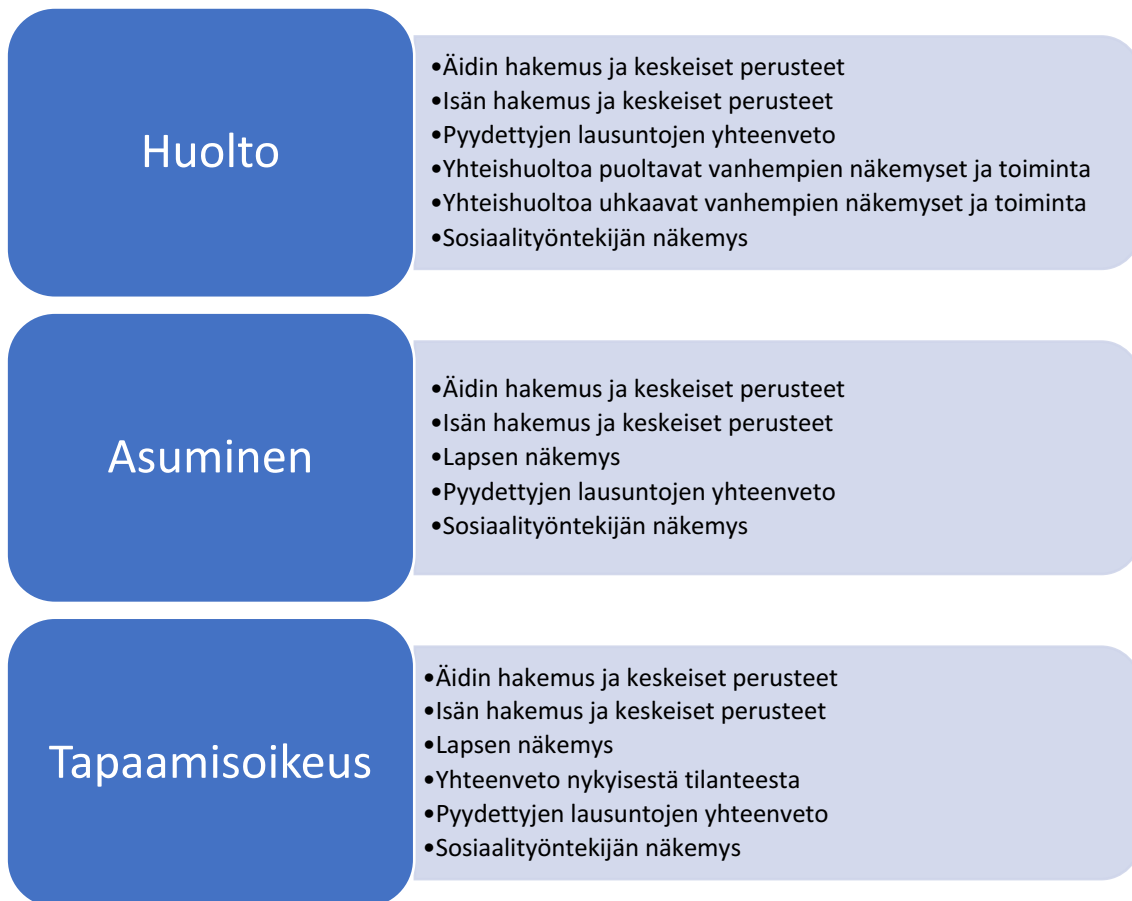 Huolto
•Äidin hakemus ja keskeiset perusteet
•Isän hakemus ja keskeiset perusteet
•Pyydettyjen lausuntojen yhteenveto
•Yhteishuoltoa puoltavat vanhempien näkemyset ja toiminta
•Yhteishuoltoa uhkaavat vanhempien näkemyset ja toiminta
•Sosiaalityöntekijän näkemys
Asuminen
•Äidin hakemus ja keskeiset perusteet
•Isän hakemus ja keskeiset perusteet
•Lapsen näkemys
•Pyydettyjen lausuntojen yhteenveto
•Sosiaalityöntekijän näkemys
Tapaamisoikeus
•Äidin hakemus ja keskeiset perusteet
•Isän hakemus ja keskeiset perusteet
•Lapsen näkemys
•Yhteenveto nykyisestä tilanteesta
•Pyydettyjen lausuntojen yhteenveto
•Sosiaalityöntekijän näkemys